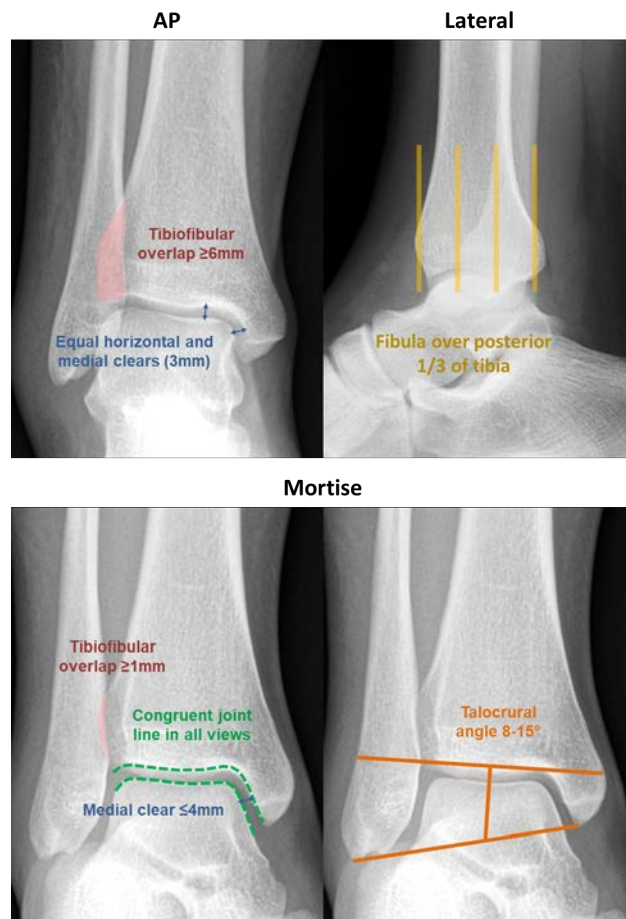 AP
Lateral
Tibiofibular
overlap ≥6mm
Equal horizontal and
medial clears (3mm)
Fibula over posterior
1/3 of tibia
Mortise
Tibiofibular
overlap ≥1mm
Congruent joint
line in all views
Medial clear ≤4mm
Talocrural
angle 8-15°